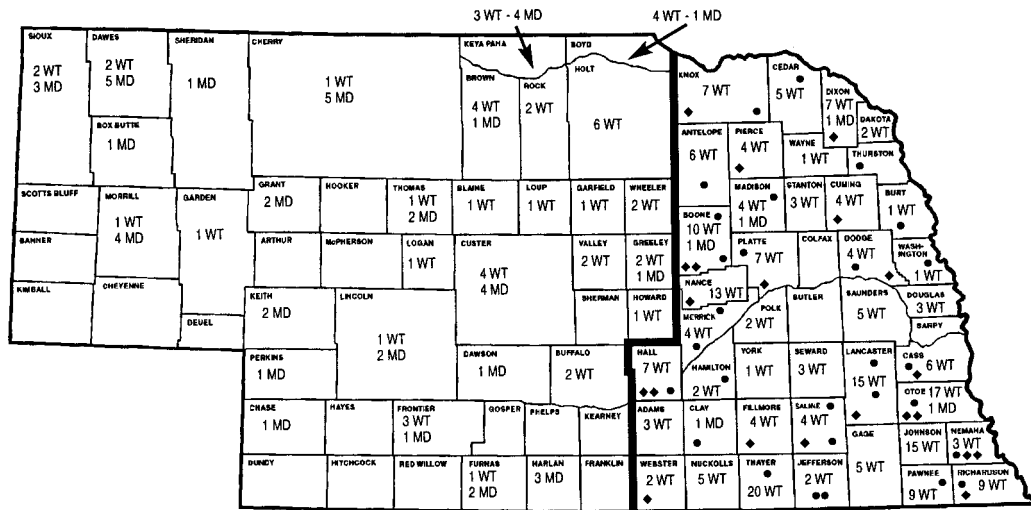 3 WT - 4 MD
4 WT - 1 MD
SIOUX
2 WT
3 MD
DAWES
2 WT
5 MD
SHERIDAN
1 MD
CHERRY
1 WT
5 MD
KEYA PAHA
BOYD
BROWN
4 WT
1 MD
ROCK
2 WT
HOLT
6 WT
KNOX
7 WT
CEDAR
5 WT
DIXON
7 WT
1 MD
DAKOTA
2 WT
BOX BUTTE
1 MD
ANTELOPE
6 WT
PIERCE
4 WT
WAYNE
1 WT
THURSTON
SCOTTS BLUFF
MORRILL
1 WT
4 MD
GARDEN
1 WT
GRANT
2 MD
HOOKER
THOMAS
1 WT
2 MD
BLAINE
1 WT
LOUP
1 WT
GARFIELD
1 WT
WHEELER
2 WT
MADISON
4 WT
1 MD
STANTON
3 WT
CUMING
4 WT
BURT
1 WT
BOONE
10 WT
1 MD
BANNER
ARTHUR
McPHERSON
LOGAN
1 WT
CUSTER
4 WT
4 MD
VALLEY
2 WT
GREELEY
2 WT
1 MD
PLATTE
7 WT
COLFAX
DODGE
4 WT
WASH-
INGTON
1 WT
KIMBALL
CHEYENNE
DEUEL
KEITH
2 MD
LINCOLN
1 WT
2 MD
SHERMAN
HOWARD
1 WT
NANCE
13 WT
MERRICK
4 WT
POLK
2 WT
BUTLER
SAUNDERS
5 WT
DOUGLAS
3 WT
SARPY
PERKINS
1 MD
DAWSON
1 MD
BUFFALO
2 WT
HALL
7 WT
HAMILTON
2 WT
YORK
1 WT
SEWARD
3 WT
LANCASTER
15 WT
CASS
6 WT
OTOE
17 WT
1 MD
CHASE
1 MD
HAYES
FRONTIER
3 WT
1 MD
GOSPER
PHELPS
KEARNEY
ADAMS
3 WT
CLAY
1 MD
FILLMORE
4 WT
SALINE
4 WT
GAGE
5 WT
JOHNSON
15 WT
NEMAHA
3 WT
DUNDY
HITCHCOCK
RED WILLOW
FURNAS
1 WT
2 MD
HARLAN
3 MD
FRANKLIN
WEBSTER
2 WT
NUCKOLLS
5 WT
THAYER
20 WT
JEFFERSON
2 WT
PAWNEE
9 WT
RICHARDSON
9 WT